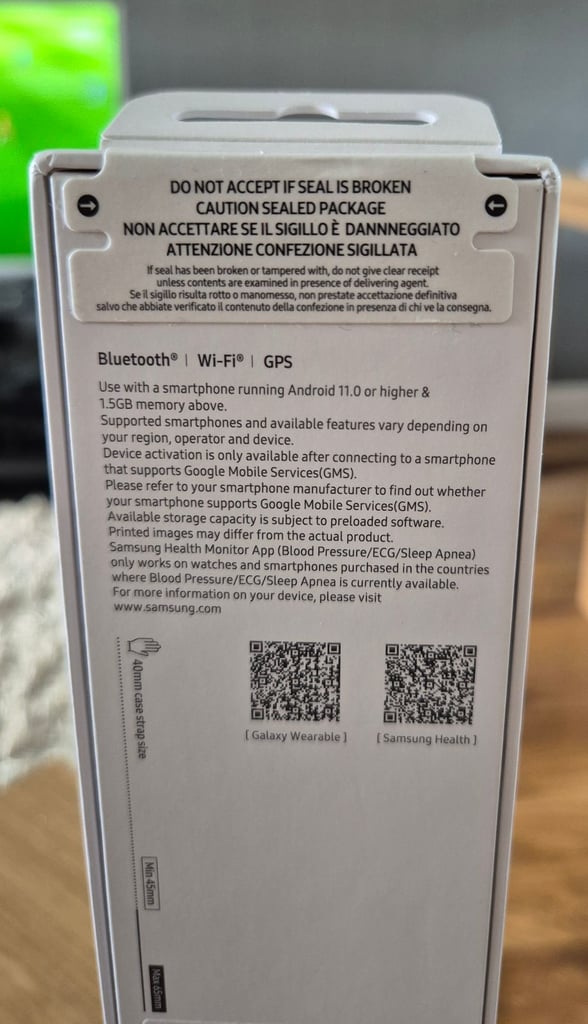 DO NOT ACCEPT IF SEAL IS BROKEN
CAUTION SEALED PACKAGE
NON ACCETTARE SE IL SIGILLO È DANNNEGGIATO
ATTENZIONE CONFEZIONE SIGILLATA
If seal has been broken or tampered with, do not give clear receipt
unless contents are examined in presence of delivering agent.
Se il sigillo risulta rotto o manomesso, non prestate accettazione definitiva
salvo che abbiate verificato il contenuto della confezione in presenza di chi ve la consegna.
Bluetooth® | Wi-Fi® | GPS
Use with a smartphone running Android 11.0 or higher &
1.5GB memory above.
Supported smartphones and available features vary depending on
your region, operator and device.
Device activation is only available after connecting to a smartphone
that supports Google Mobile Services(GMS).
Please refer to your smartphone manufacturer to find out whether
your smartphone supports Google Mobile Services(GMS).
Available storage capacity is subject to preloaded software.
Printed images may differ from the actual product.
Samsung Health Monitor App (Blood Pressure/ECG/Sleep Apnea)
only works on watches and smartphones purchased in the countries
where Blood Pressure/ECG/Sleep Apnea is currently available.
For more information on your device, please visit
www.samsung.com
40mm case strap size
Min 45mm
Max 65mm
[ Galaxy Wearable ]
[ Samsung Health ]